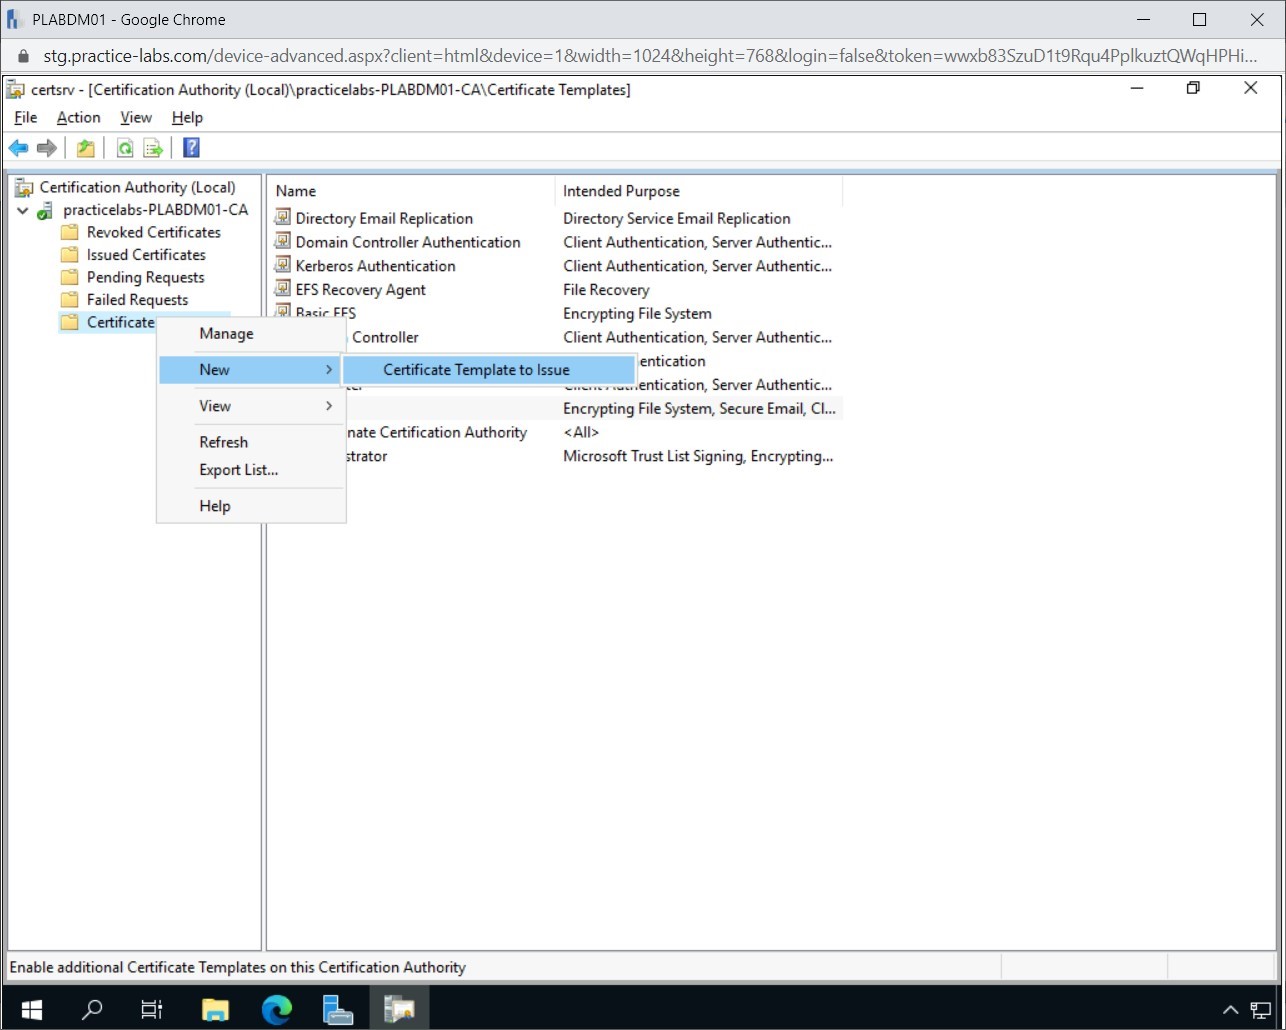 PLABDM01 - Google Chrome
stg.practice-labs.com/device-advanced.aspx?client=html&device=1&width=1024&height=768&login=false&token=wwxb83SzuD1t9Rqu4PplkuztQWqHPHi...
certsrv - [Certification Authority (Local)\practicelabs-PLABDM01-CA\Certificate Templates]
File Action View Help
Certification Authority (Local)
practicelabs-PLABDM01-CA
Revoked Certificates
Issued Certificates
Pending Requests
Failed Requests
Certificate
Manage
New
View
Refresh
Export List...
Help
Certificate Template to Issue
Name Intended Purpose
Directory Email Replication Directory Service Email Replication
Domain Controller Authentication Client Authentication, Server Authentic...
Kerberos Authentication Client Authentication, Server Authentic...
EFS Recovery Agent File Recovery
Basic EFS Encrypting File System
Controller Client Authentication, Server Authentic...
entication
Authentication, Server Authentic...
Encrypting File System, Secure Email, Cl...
nate Certification Authority <All>
strator Microsoft Trust List Signing, Encrypting...
Enable additional Certificate Templates on this Certification Authority